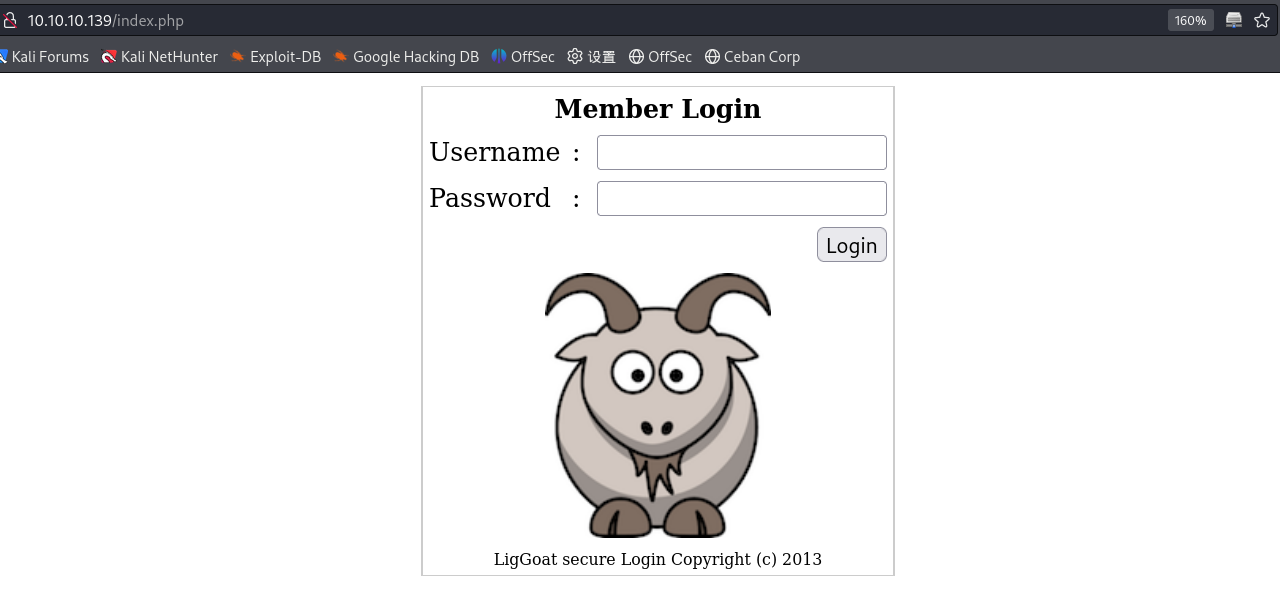 10.10.10.139/index.php 160%
Kali Forums Kali NetHunter Exploit-DB Google Hacking DB OffSec 设置 OffSec Ceban Corp
Member Login
Username :
Password :
Login
LigGoat secure Login Copyright (c) 2013